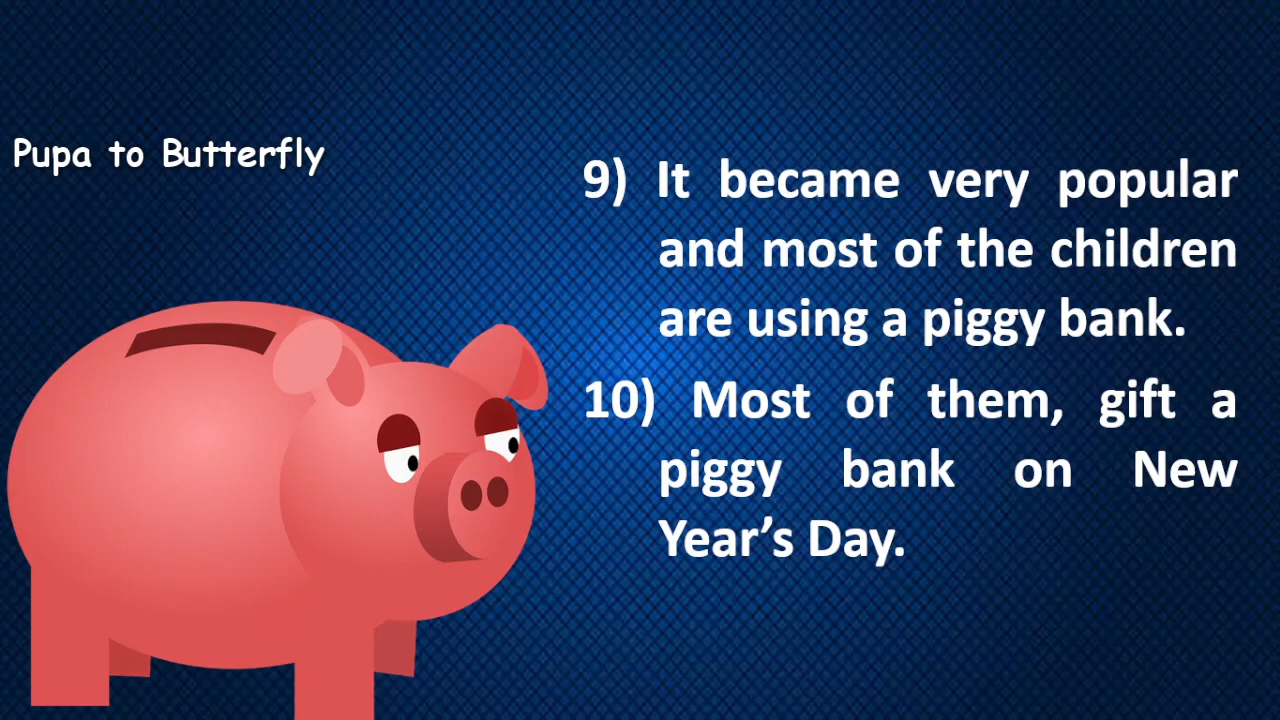 Pupa to Butterfly
9) It became very popular
and most of the children
are using a piggy bank.
10) Most of them, gift a
piggy bank on New
Year’s Day.